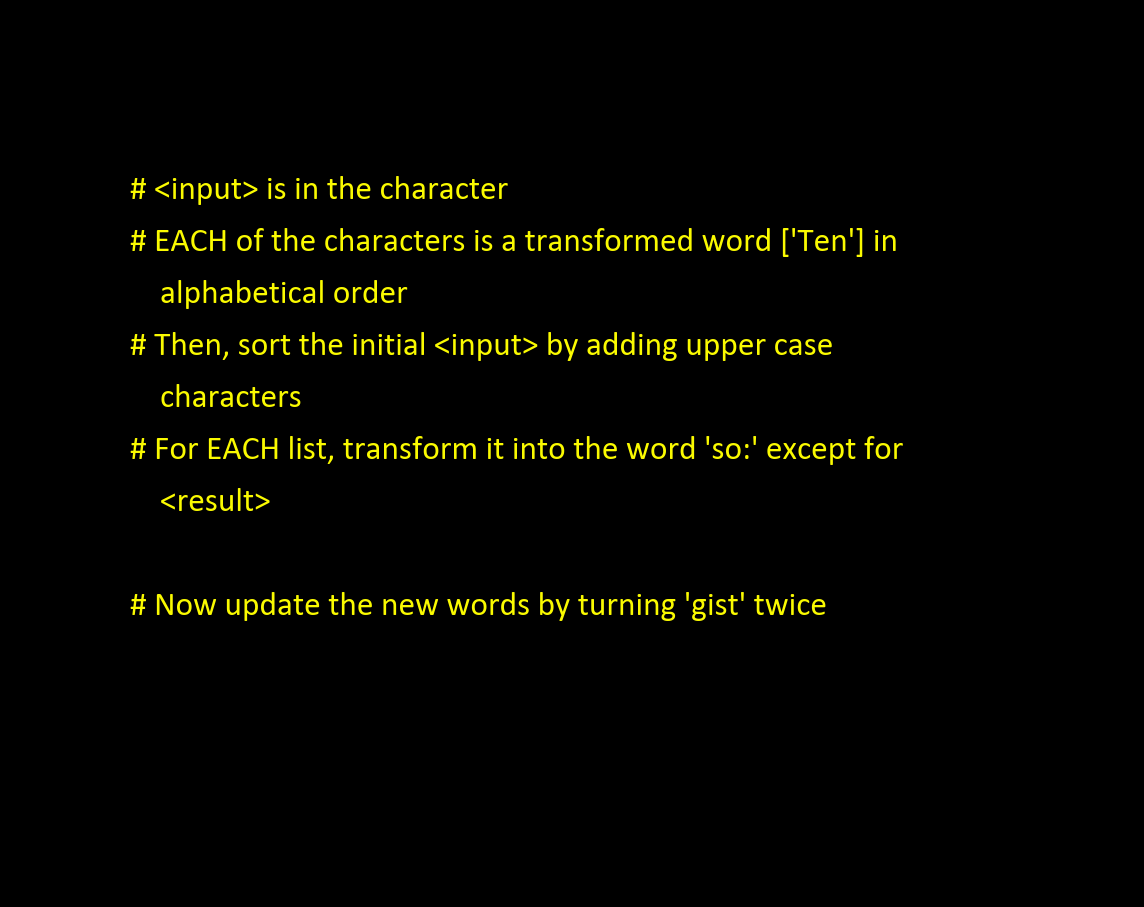 # <input> is in the character
# EACH of the characters is a transformed word ['Ten'] in
alphabetical order
# Then, sort the initial <input> by adding upper case
characters
# For EACH list, transform it into the word 'so:' except for
<result>
# Now update the new words by turning 'gist' twice